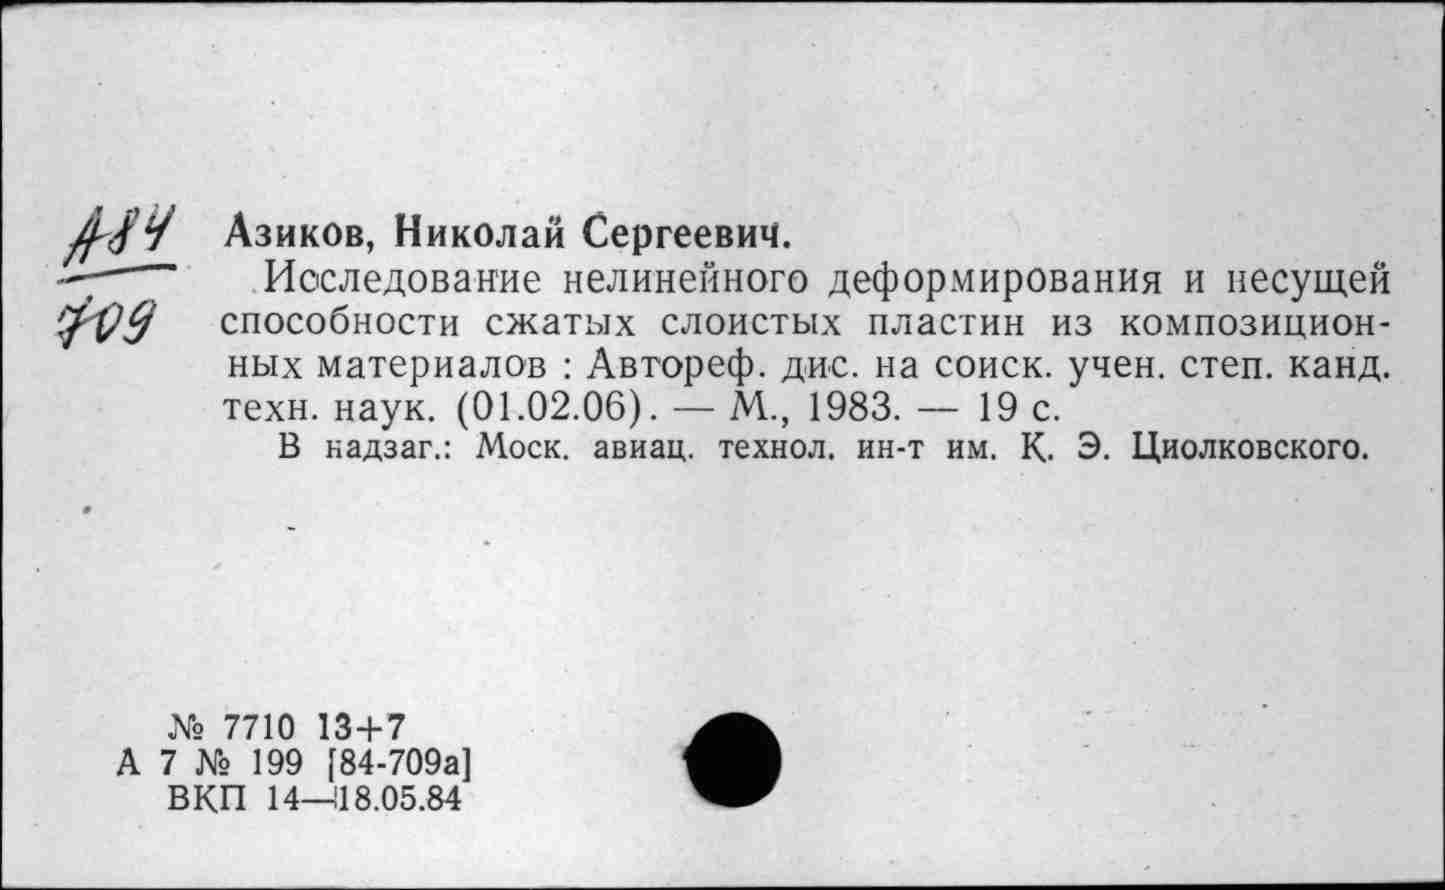 А84
709
Азиков, Николай Сергеевич.
Исследование нелинейного деформирования и несущей
способности сжатых слоистых пластин из композицион-
ных материалов : Автореф. дис. на соиск. учен. степ. канд.
техн. наук. (01.02.06). — М., 1983. — 19 с.
В надзаг.: Моск. авиац. технол. ин-т им. К. Э. Циолковского.
№ 7710 13+7
А 7 № 199 [84-709а]
ВКП 14—18.05.84